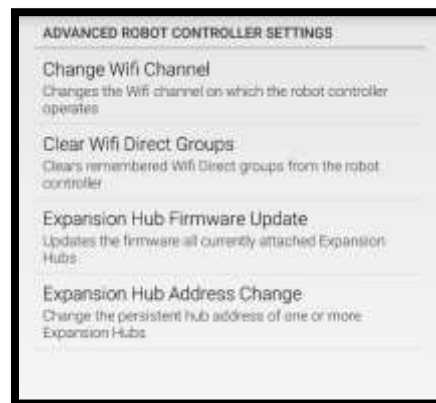 ADVANCED ROBOT CONTROLLER SETTINGS
Change Wifi Channel
Changes the Wifi channel on which the robot controller
operates
Clear Wifi Direct Groups
Clears remembered Wifi Direct groups from the robot
controller
Expansion Hub Firmware Update
Updates the firmware all currently attached Expansion
Hubs
Expansion Hub Address Change
Change the persistent hub address of one or more
Expansion Hubs